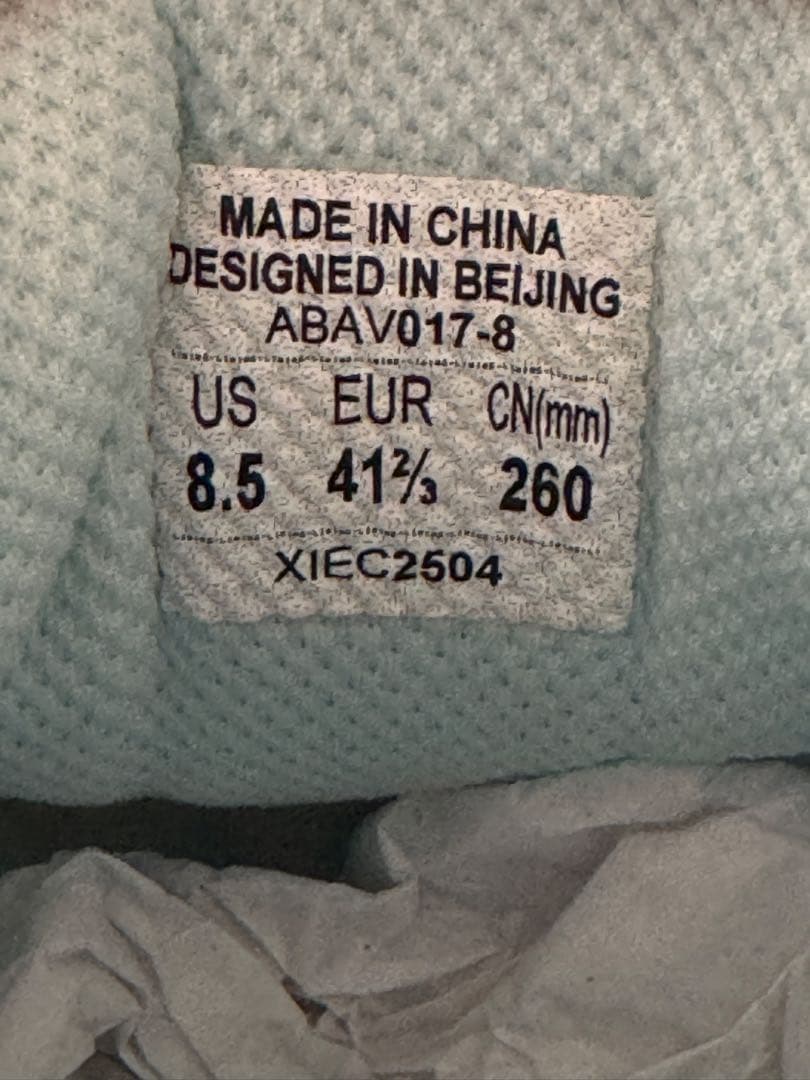 MADE IN CHINA
DESIGNED IN BEIJING
ABAV017-8
US EUR CN(mm)
8.5 41⅔ 260
XIEC2504